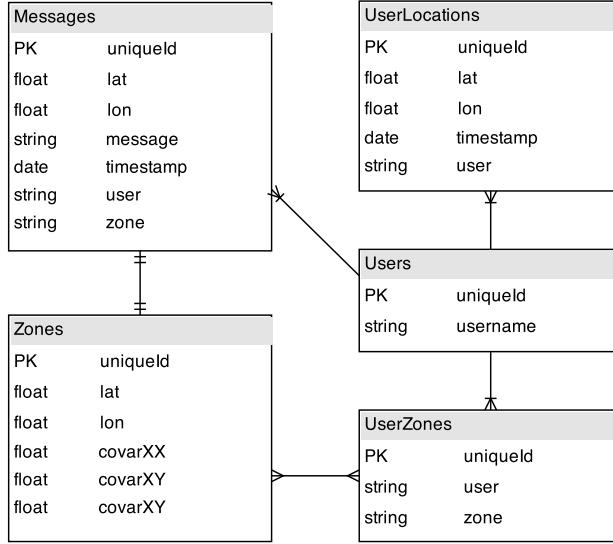 Messages
PK uniqueId
float lat
float lon
string message
date timestamp
string user
string zone
UserLocations
PK uniqueId
float lat
float lon
date timestamp
string user
Users
PK uniqueId
string username
Zones
PK uniqueId
float lat
float lon
float covarXX
float covarXY
float covarXY
UserZones
PK uniqueId
string user
string zone